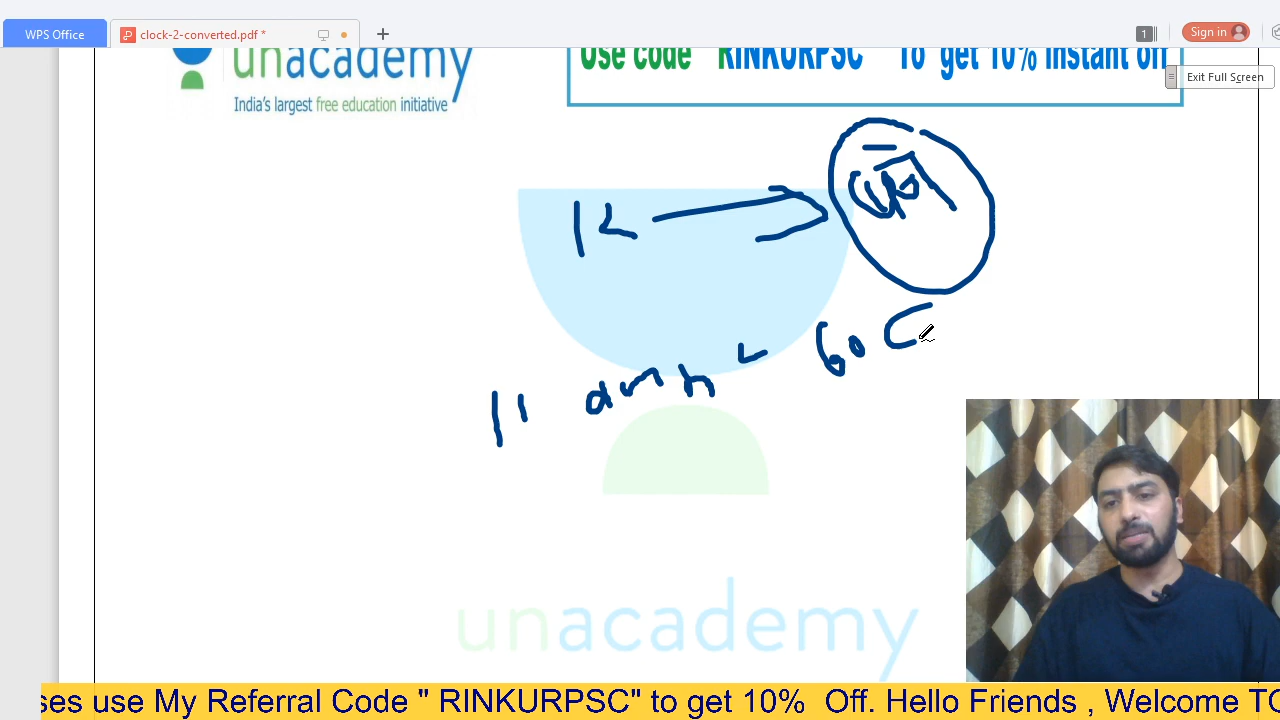 WPS Office
clock-2-converted.pdf *
1
Sign in
Exit Full Screen
unacademy
India's largest free education initiative
Use code RINKURPSC To get 10% instant off
12
11
60
unacademy
ses use My Referral Code " RINKURPSC" to get 10% Off. Hello Friends , Welcome TO